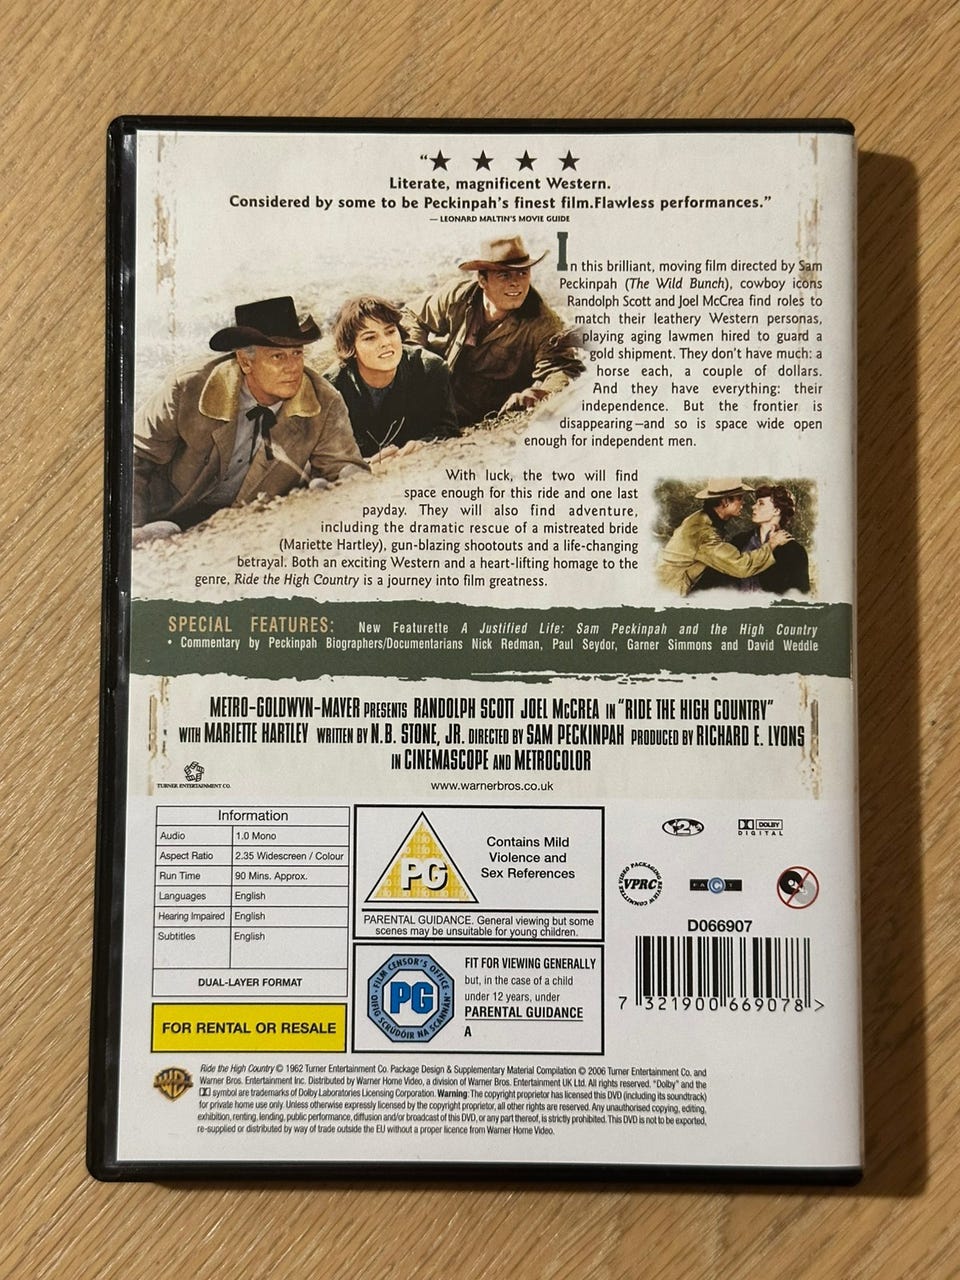 “★ ★ ★ ★
Literate, magnificent Western.
Considered by some to be Peckinpah's finest film.Flawless performances.”
— LEONARD MALTIN'S MOVIE GUIDE
In this brilliant, moving film directed by Sam
Peckinpah (The Wild Bunch), cowboy icons
Randolph Scott and Joel McCrea find roles to
match their leathery Western personas,
playing aging lawmen hired to guard a
gold shipment. They don't have much: a
horse each, a couple of dollars.
And they have everything: their
independence. But the frontier is
disappearing—and so is space wide open
enough for independent men.
With luck, the two will find
space enough for this ride and one last
payday. They will also find adventure,
including the dramatic rescue of a mistreated bride
(Mariette Hartley), gun-blazing shootouts and a life-changing
betrayal. Both an exciting Western and a heart-lifting homage to the
genre, Ride the High Country is a journey into film greatness.
SPECIAL FEATURES: New Featurette A Justified Life: Sam Peckinpah and the High Country
• Commentary by Peckinpah Biographers/Documentarians Nick Redman, Paul Seydor, Garner Simmons and David Weddle
METRO-GOLDWYN-MAYER PRESENTS RANDOLPH SCOTT JOEL McCREA IN "RIDE THE HIGH COUNTRY"
WITH MARIETTE HARTLEY WRITTEN BY N.B. STONE, JR. DIRECTED BY SAM PECKINPAH PRODUCED BY RICHARD E. LYONS
IN CINEMASCOPE AND METROCOLOR
TURNER ENTERTAINMENT CO.
www.warnerbros.co.uk
Information
Audio 1.0 Mono
Aspect Ratio 2.35 Widescreen / Colour
Run Time 90 Mins. Approx.
Languages English
Hearing Impaired English
Subtitles English
DUAL-LAYER FORMAT
FOR RENTAL OR RESALE
PG
Contains Mild
Violence and
Sex References
PARENTAL GUIDANCE. General viewing but some
scenes may be unsuitable for young children.
FILM CENSOR'S OFFICE
PG
OIFIG SCRÚDÓIR NA SCANNÁN
FIT FOR VIEWING GENERALLY
but, in the case of a child
under 12 years, under
PARENTAL GUIDANCE
A
2
DOLBY
DIGITAL
VIDEO PACKAGING REVIEW COMMITTEE
VPRC
FACT
D066907
7 321900 669078 >
Ride the High Country © 1962 Turner Entertainment Co. Package Design & Supplementary Material Compilation © 2006 Turner Entertainment Co. and
Warner Bros. Entertainment Inc. Distributed by Warner Home Video, a division of Warner Bros. Entertainment UK Ltd. All rights reserved. "Dolby" and the
symbol are trademarks of Dolby Laboratories Licensing Corporation. Warning: The copyright proprietor has licensed this DVD (including its soundtrack)
for private home use only. Unless otherwise expressly licensed by the copyright proprietor, all other rights are reserved. Any unauthorised copying, editing,
exhibition, renting, lending, public performance, diffusion and/or broadcast of this DVD, or any part thereof, is strictly prohibited. This DVD is not to be exported,
re-supplied or distributed by way of trade outside the EU without a proper licence from Warner Home Video.